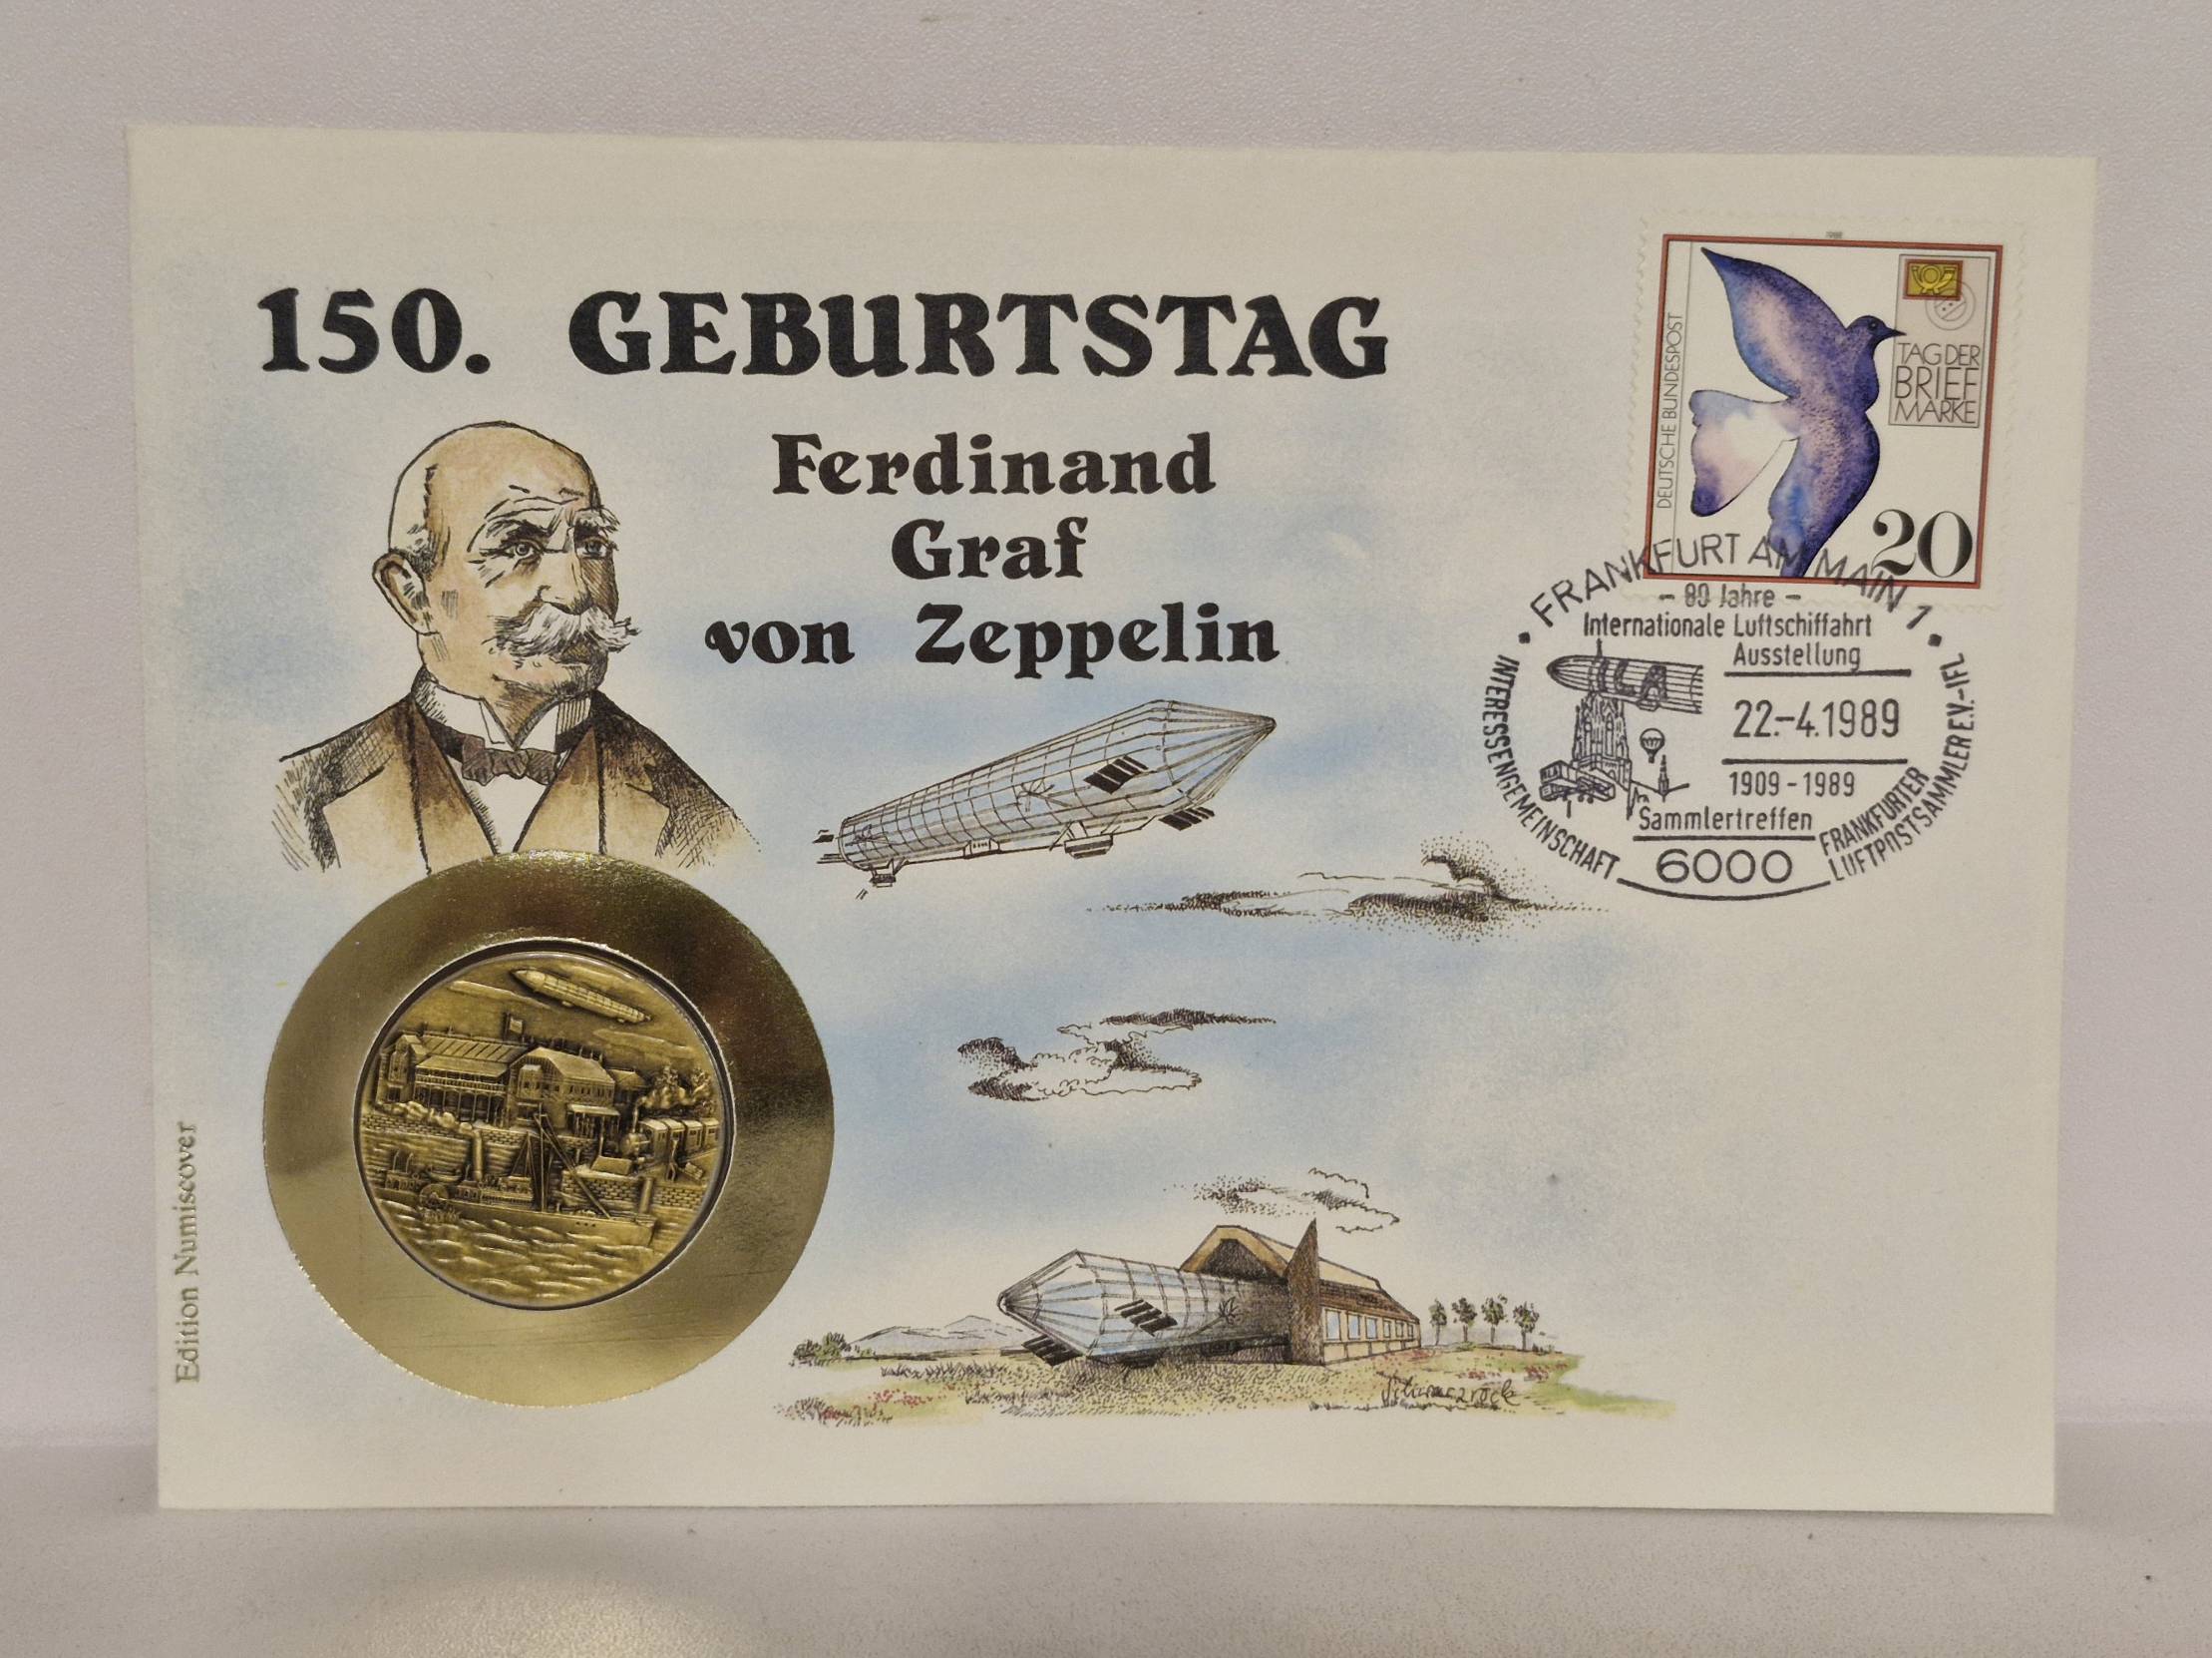 150. GEBURTSTAG
Ferdinand
Graf
von Zeppelin
DEUTSCHE BUNDESPOST
TAG DER
BRIEF
MARKE
20
FRANKFURT AM MAIN 1
- 80 Jahre -
Internationale Luftschiffahrt
Ausstellung
ILA
22.-4.1989
1909 - 1989
Sammlertreffen
6000
INTERESSENGEMEINSCHAFT
FRANKFURTER
LUFTPOSTSAMMLER E.V.-IFL
Edition Numiscover